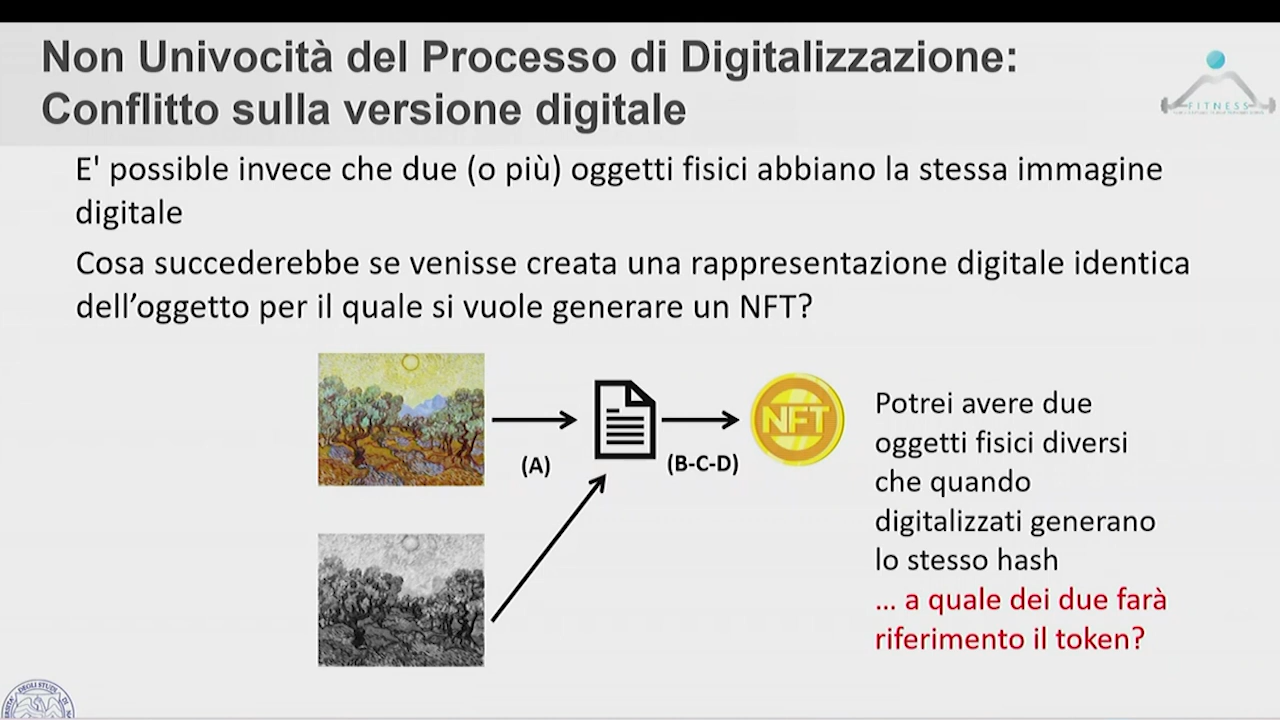 Non Univocità del Processo di Digitalizzazione:
Conflitto sulla versione digitale
FITNESS
E' possibile invece che due (o più) oggetti fisici abbiano la stessa immagine
digitale
Cosa succederebbe se venisse creata una rappresentazione digitale identica
dell’oggetto per il quale si vuole generare un NFT?
(A)
(B-C-D)
NFT
Potrei avere due
oggetti fisici diversi
che quando
digitalizzati generano
lo stesso hash
... a quale dei due farà
riferimento il token?
DEGLI STUDI